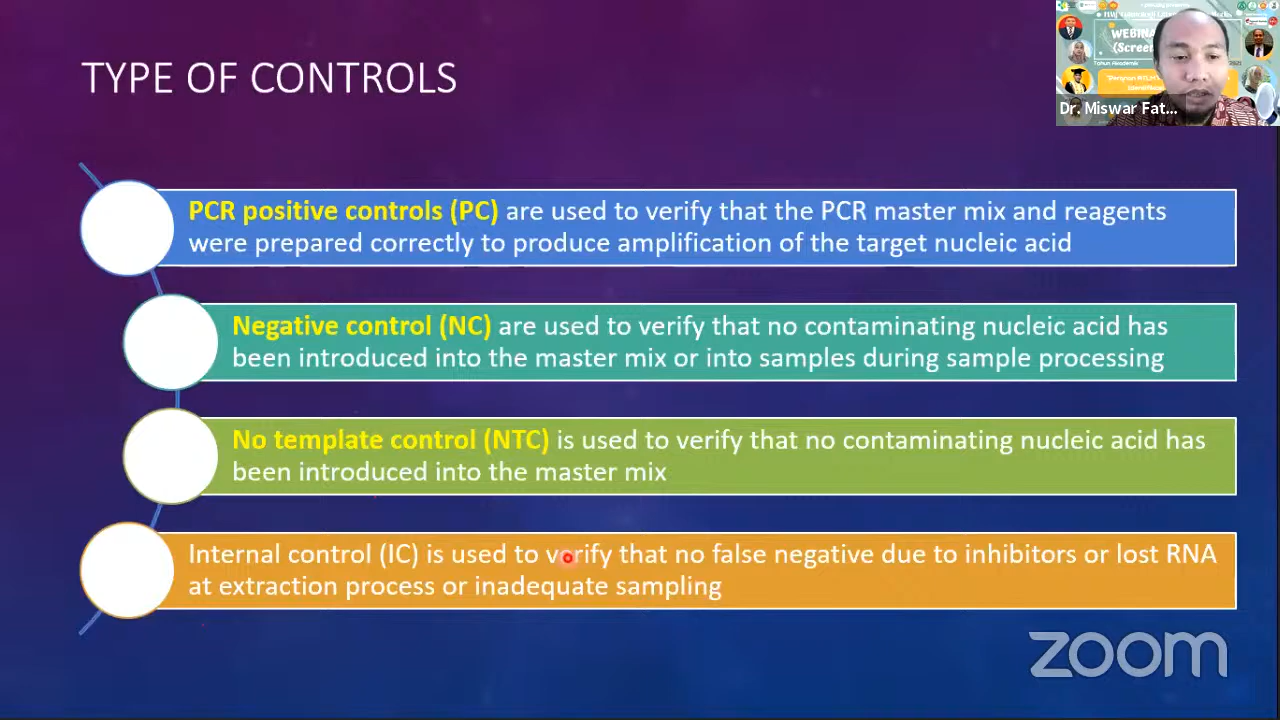 TYPE OF CONTROLS
WEBINA
(Screen
2021
Dr. Miswar Fat...
PCR positive controls (PC) are used to verify that the PCR master mix and reagents
were prepared correctly to produce amplification of the target nucleic acid
Negative control (NC) are used to verify that no contaminating nucleic acid has
been introduced into the master mix or into samples during sample processing
No template control (NTC) is used to verify that no contaminating nucleic acid has
been introduced into the master mix
Internal control (IC) is used to verify that no false negative due to inhibitors or lost RNA
at extraction process or inadequate sampling
zoom